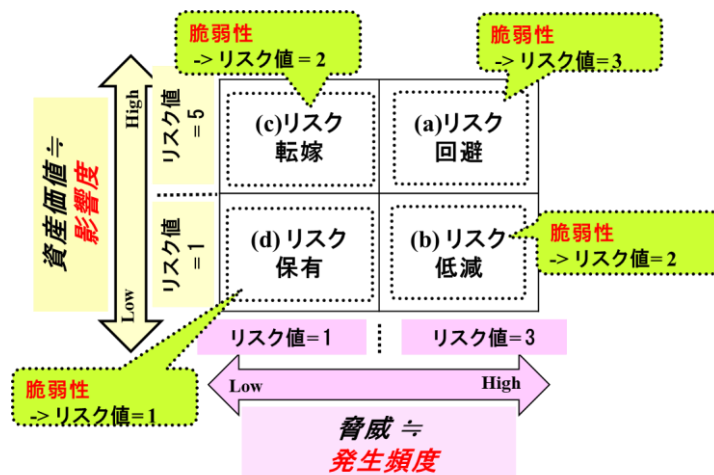 脆弱性
-> リスク値 = 2
脆弱性
-> リスク値 = 3
資産価値≒
影響度
High
Low
リスク値
= 5
リスク値
= 1
(c)リスク
転嫁
(a)リスク
回避
(d) リスク
保有
(b) リスク
低減
脆弱性
-> リスク値 = 2
脆弱性
-> リスク値 = 1
リスク値=1
リスク値=3
Low
High
脅威 ≒
発生頻度